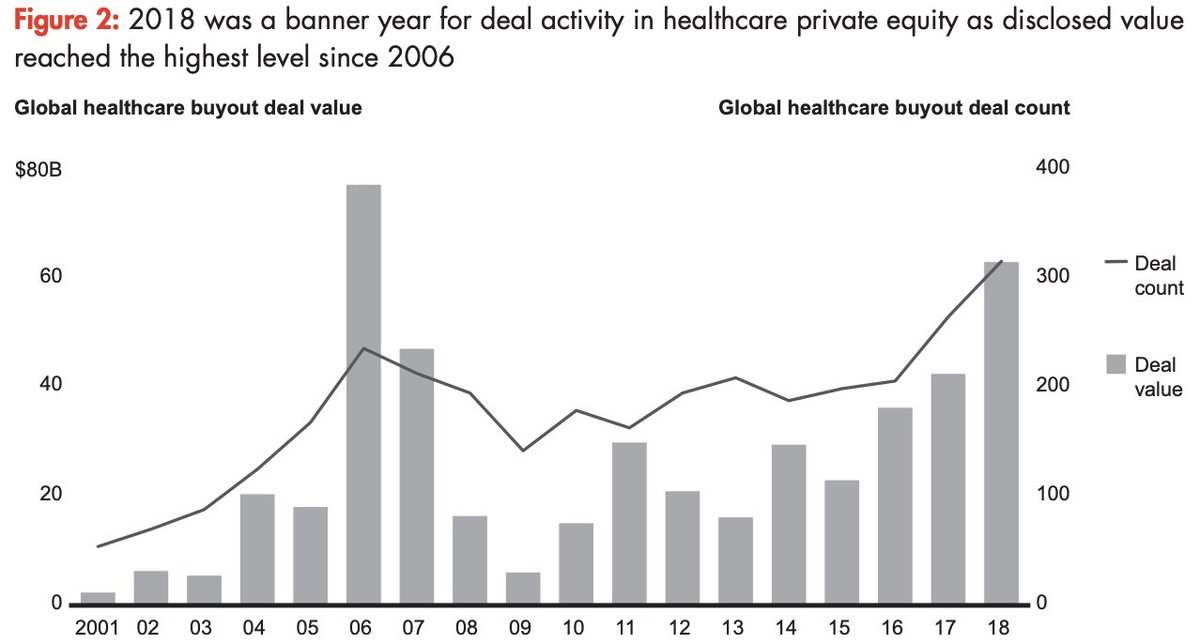 Figure 2: 2018 was a banner year for deal activity in healthcare private equity as disclosed value
reached the highest level since 2006
Global healthcare buyout deal value
Global healthcare buyout deal count
$80B
60
40
20
0
400
300
200
100
0
Deal
count
Deal
value
2001 02 03 04 05 06 07 08 09 10 11 12 13 14 15 16 17 18